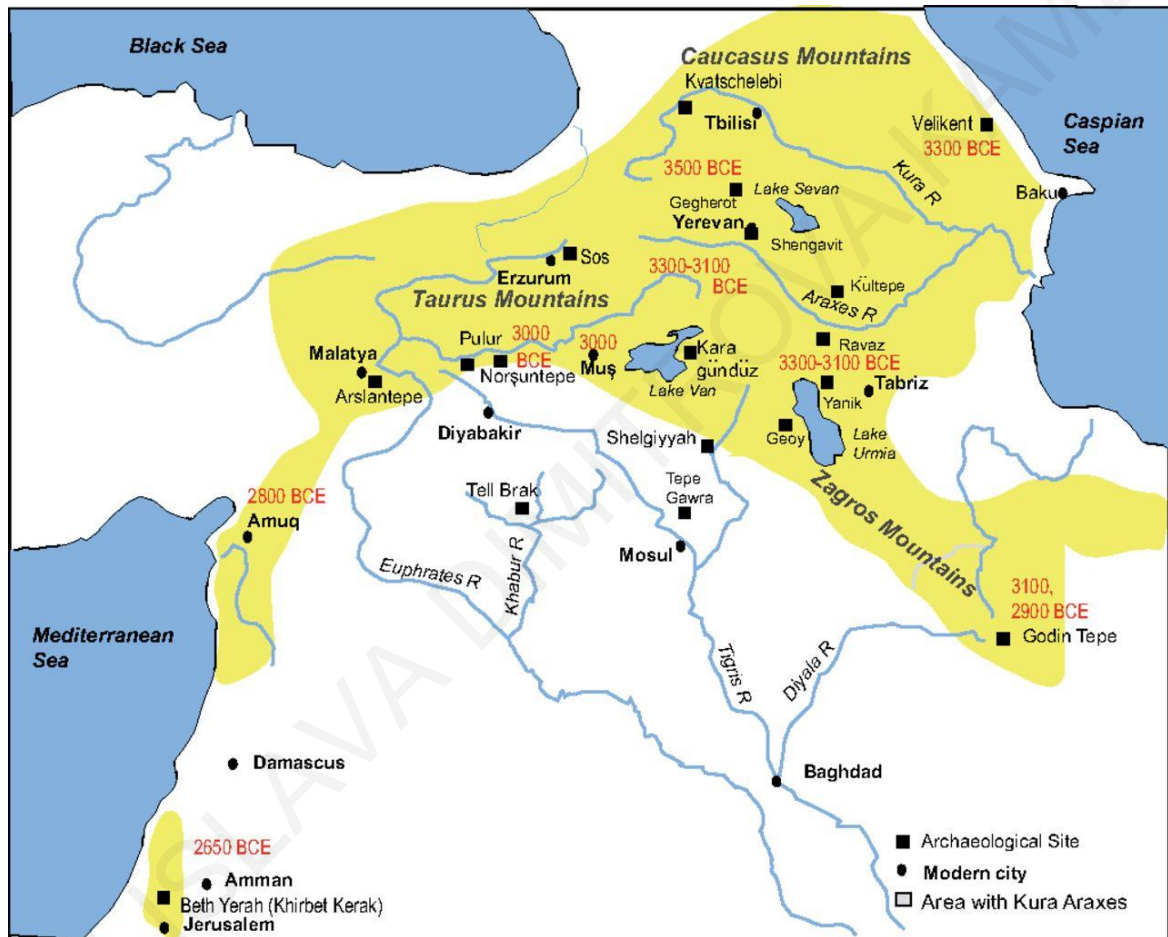 Black Sea
Caucasus Mountains
Kvatschelebi
Tbilisi
Velikent
3300 BCE
Caspian
Sea
3500 BCE
Kura R
Gegherot
Lake Sevan
Baku
Yerevan
Shengavit
Sos
Erzurum
3300-3100
BCE
Kültepe
Taurus Mountains
Araxes R
Pulur
3000
BCE
3000
Muş
Kara
gündüz
Ravaz
3300-3100 BCE
Malatya
Norşuntepe
Lake Van
Tabriz
Arslantepe
Yanik
Diyabakir
Geoy
Lake
Urmia
Shelgiyyah
Tell Brak
Tepe
Gawra
Zagros Mountains
2800 BCE
Amuq
Mosul
Euphrates R
Khabur R
3100,
2900 BCE
Godin Tepe
Mediterranean
Sea
Tigris R
Diyala R
Damascus
Baghdad
2650 BCE
Amman
Beth Yerah (Khirbet Kerak)
Jerusalem
Archaeological Site
Modern city
Area with Kura Araxes